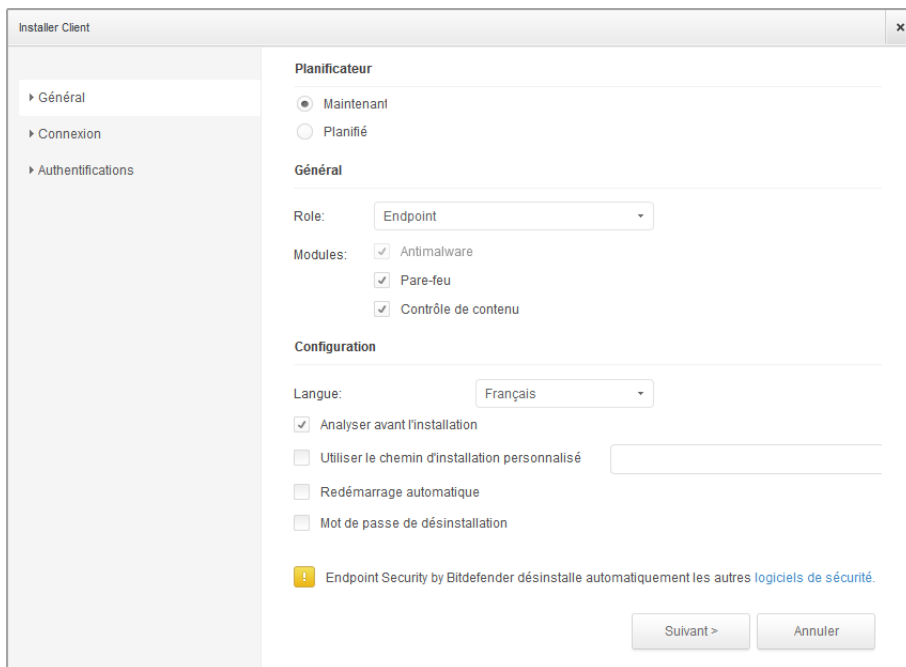 Installer Client
Général
Connexion
Authentifications
Planificateur
Maintenant
Planifié
Général
Role: Endpoint
Modules: Antimalware
Pare-feu
Contrôle de contenu
Configuration
Langue: Français
Analyser avant l'installation
Utiliser le chemin d'installation personnalisé
Redémarrage automatique
Mot de passe de désinstallation
Endpoint Security by Bitdefender désinstalle automatiquement les autres logiciels de sécurité.
Suivant > Annuler